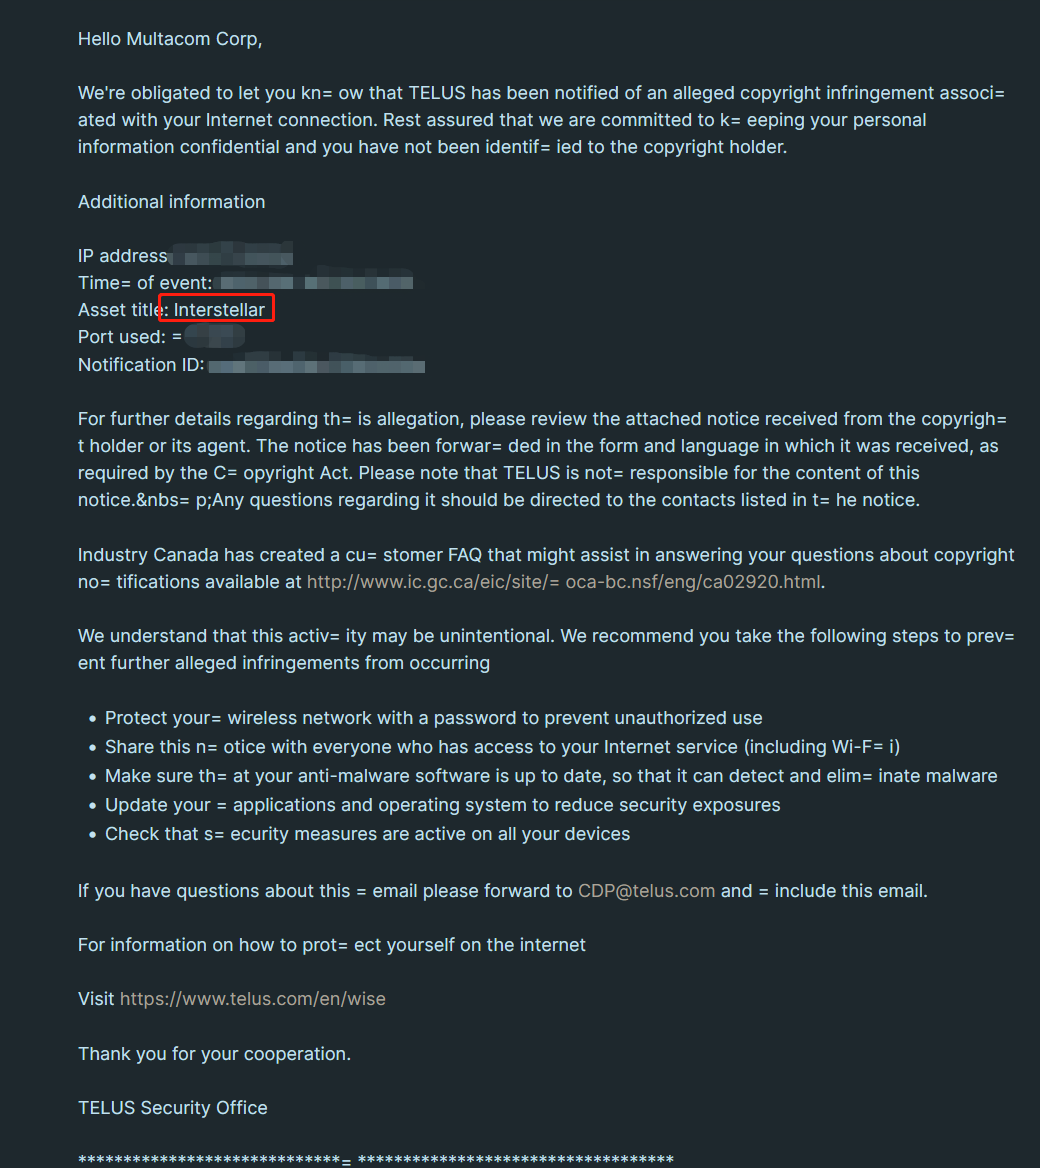 Hello Multacom Corp,
We're obligated to let you kn= ow that TELUS has been notified of an alleged copyright infringement associ=
ated with your Internet connection. Rest assured that we are committed to k= eeping your personal
information confidential and you have not been identif= ied to the copyright holder.
Additional information
IP address
Time= of event:
Asset title: Interstellar
Port used: =
Notification ID:
For further details regarding th= is allegation, please review the attached notice received from the copyrigh=
t holder or its agent. The notice has been forwar= ded in the form and language in which it was received, as
required by the C= opyright Act. Please note that TELUS is not= responsible for the content of this
notice.&nbs= p;Any questions regarding it should be directed to the contacts listed in t= he notice.
Industry Canada has created a cu= stomer FAQ that might assist in answering your questions about copyright
no= tifications available at http://www.ic.gc.ca/eic/site/= oca-bc.nsf/eng/ca02920.html.
We understand that this activ= ity may be unintentional. We recommend you take the following steps to prev=
ent further alleged infringements from occurring
• Protect your= wireless network with a password to prevent unauthorized use
• Share this n= otice with everyone who has access to your Internet service (including Wi-F= i)
• Make sure th= at your anti-malware software is up to date, so that it can detect and elim= inate malware
• Update your = applications and operating system to reduce security exposures
• Check that s= ecurity measures are active on all your devices
If you have questions about this = email please forward to CDP@telus.com and = include this email.
For information on how to prot= ect yourself on the internet
Visit https://www.telus.com/en/wise
Thank you for your cooperation.
TELUS Security Office
*****************************= ***********************************